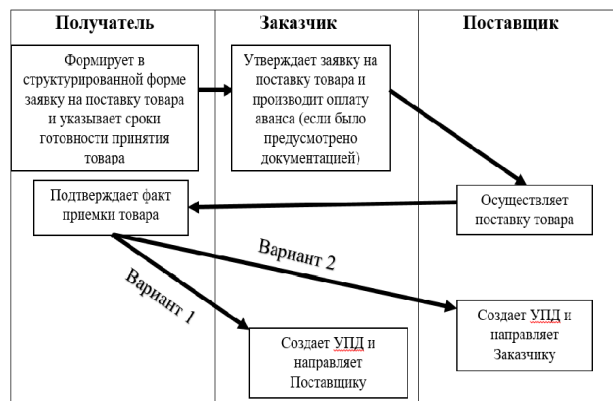 Получатель
Заказчик
Поставщик
Формирует в
структурированной форме
заявку на поставку товара
и указывает сроки
готовности принятия
товара
Утверждает заявку на
поставку товара и
производит оплату
аванса (если было
предусмотрено
документацией)
Подтверждает факт
приемки товара
Осуществляет
поставку товара
Вариант 1
Вариант 2
Создает УПД и
направляет
Поставщику
Создает УПД и
направляет
Заказчику